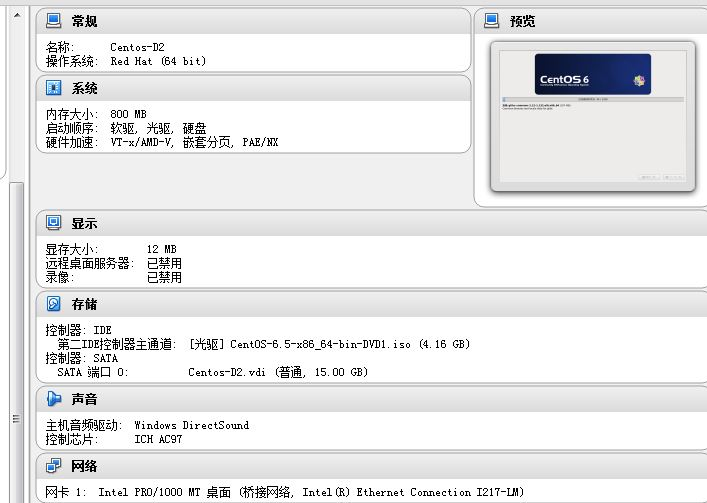 常规
名称: Centos-D2
操作系统: Red Hat (64 bit)
系统
内存大小: 800 MB
启动顺序: 软驱, 光驱, 硬盘
硬件加速: VT-x/AMD-V, 嵌套分页, PAE/NX
预览
CentOS 6
显示
显存大小: 12 MB
远程桌面服务器: 已禁用
录像: 已禁用
存储
控制器: IDE
第二IDE控制器主通道: [光驱] CentOS-6.5-x86_64-bin-DVD1.iso (4.16 GB)
控制器: SATA
SATA 端口 0: Centos-D2.vdi (普通, 15.00 GB)
声音
主机音频驱动: Windows DirectSound
控制芯片: ICH AC97
网络
网卡 1: Intel PRO/1000 MT 桌面 (桥接网络, Intel(R) Ethernet Connection I217-LM)